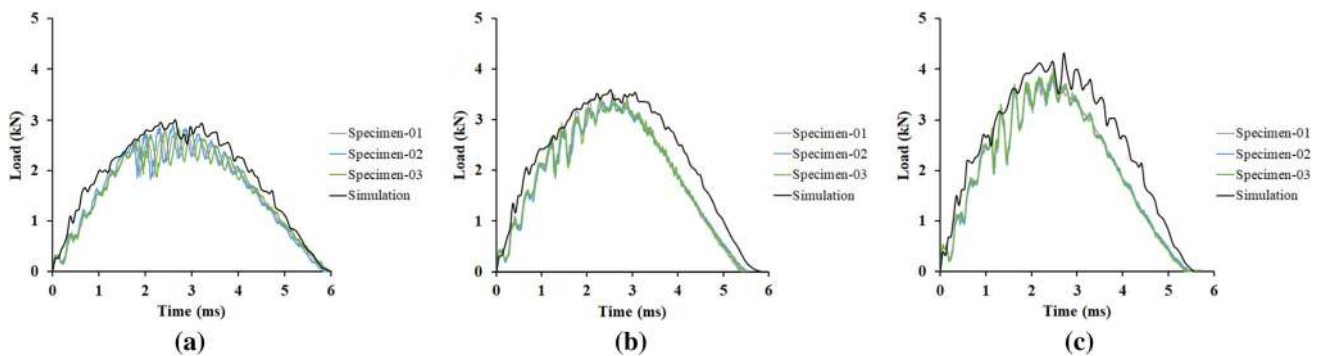 5
4
3
2
1
0
Load (kN)
0 1 2 3 4 5 6
Time (ms)
Specimen-01
Specimen-02
Specimen-03
Simulation
(a)
5
4
3
2
1
0
Load (kN)
0 1 2 3 4 5 6
Time (ms)
Specimen-01
Specimen-02
Specimen-03
Simulation
(b)
5
4
3
2
1
0
Load (kN)
0 1 2 3 4 5 6
Time (ms)
Specimen-01
Specimen-02
Specimen-03
Simulation
(c)